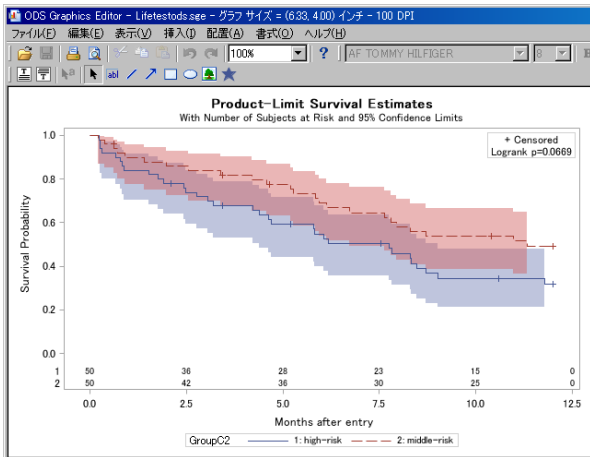 ODS Graphics Editor - Lifetestods.sge - グラフ サイズ = (6.33, 4.00) インチ - 100 DPI
ファイル(F) 編集(E) 表示(V) 挿入(I) 配置(A) 書式(O) ヘルプ(H)
100% ? AF TOMMY HILFIGER 8 B
abl
Product-Limit Survival Estimates
With Number of Subjects at Risk and 95% Confidence Limits
+ Censored
Logrank p=0.0669
Survival Probability
1.0
0.8
0.6
0.4
0.2
0.0
1 50 36 28 23 15 0
2 50 42 36 30 25 0
0.0 2.5 5.0 7.5 10.0 12.5
Months after entry
GroupC2 1: high-risk 2: middle-risk